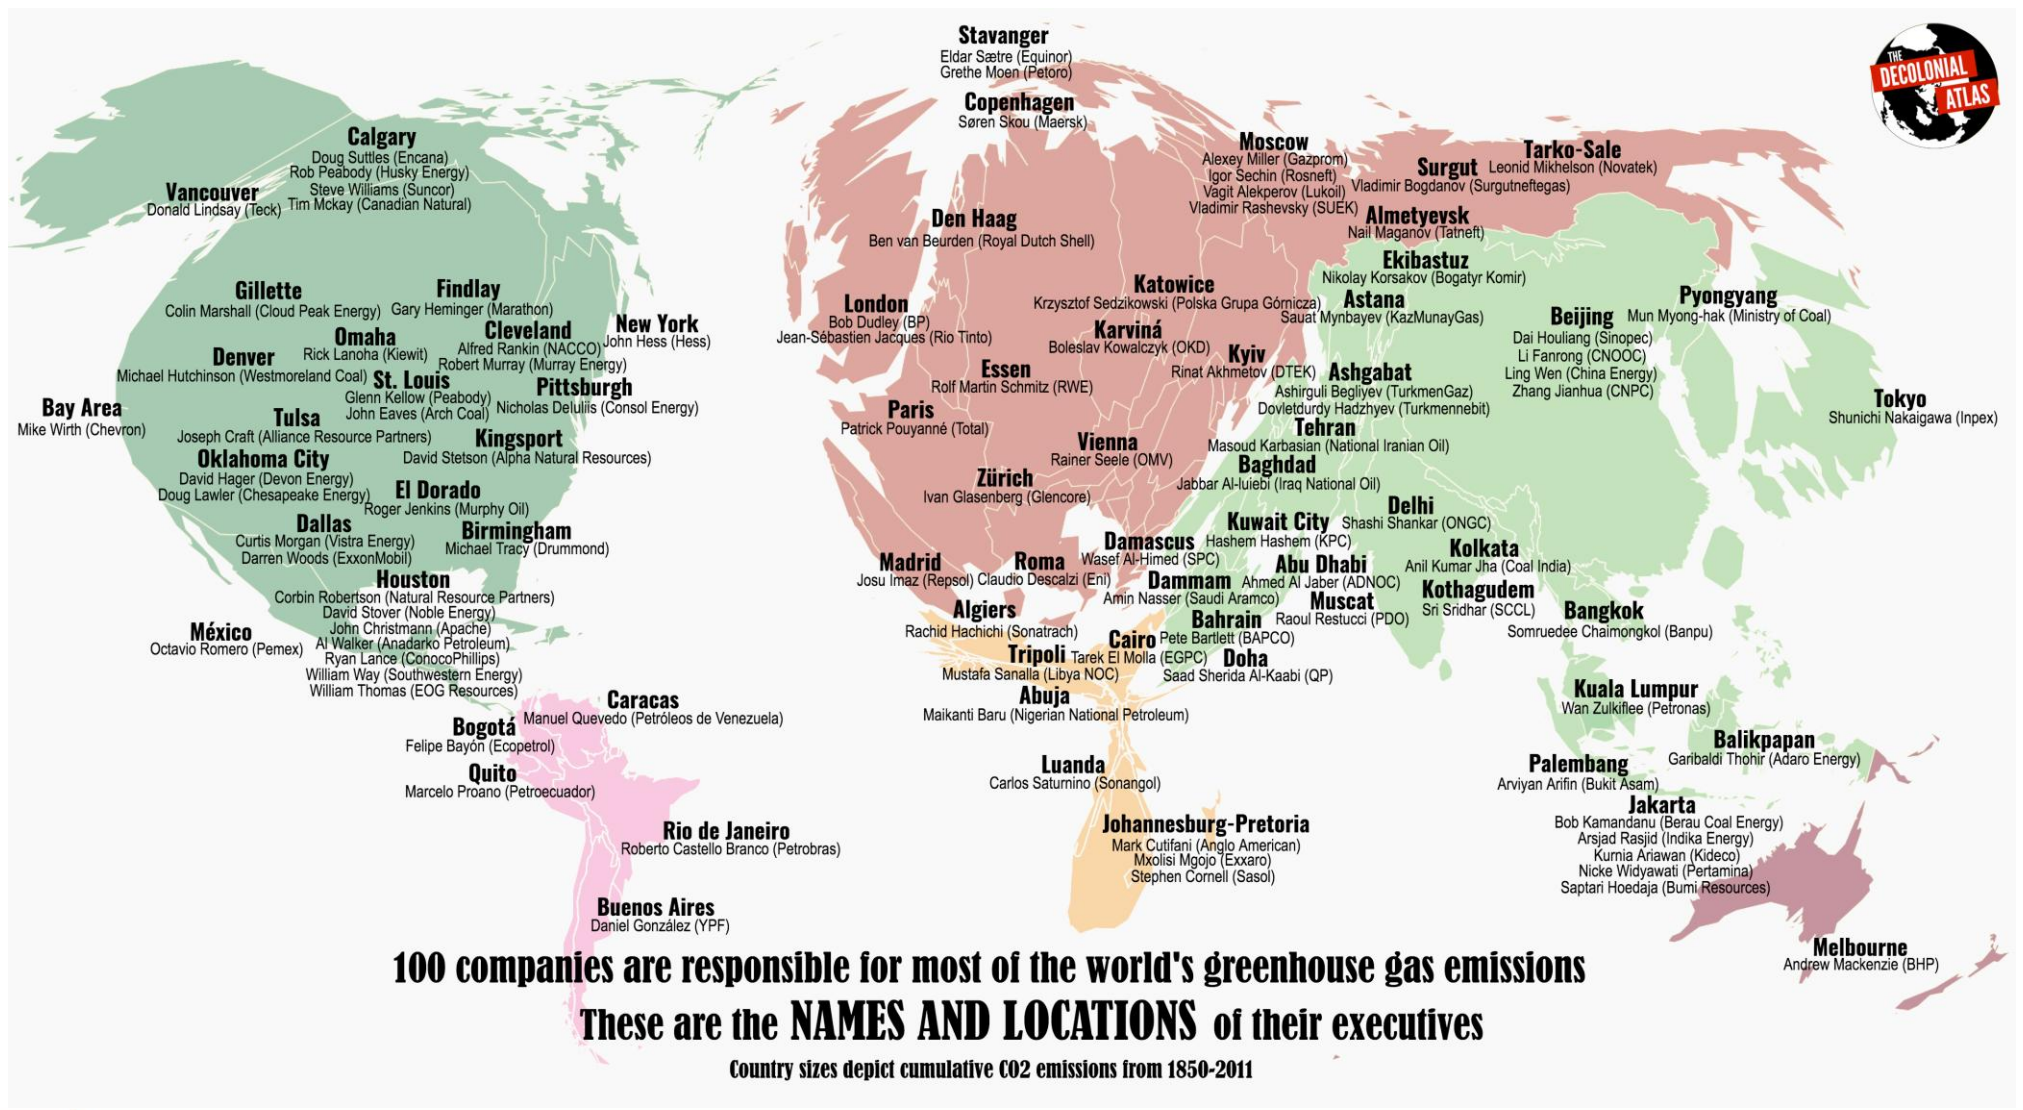 THE
DECOLONIAL
ATLAS
Stavanger
Eldar Sætre (Equinor)
Grethe Moen (Petoro)
Copenhagen
Søren Skou (Maersk)
Calgary
Doug Suttles (Encana)
Rob Peabody (Husky Energy)
Steve Williams (Suncor)
Tim Mckay (Canadian Natural)
Vancouver
Donald Lindsay (Teck)
Moscow
Alexey Miller (Gazprom)
Igor Sechin (Rosneft)
Vagit Alekperov (Lukoil)
Vladimir Rashevsky (SUEK)
Tarko-Sale
Leonid Mikhelson (Novatek)
Surgut
Vladimir Bogdanov (Surgutneftegas)
Almetyevsk
Nail Maganov (Tatneft)
Den Haag
Ben van Beurden (Royal Dutch Shell)
Ekibastuz
Nikolay Korsakov (Bogatyr Komir)
Gillette
Colin Marshall (Cloud Peak Energy)
Findlay
Gary Heminger (Marathon)
Katowice
Krzysztof Sedzikowski (Polska Grupa Górnicza)
Astana
Sauat Mynbayev (KazMunayGas)
Pyongyang
Mun Myong-hak (Ministry of Coal)
London
Bob Dudley (BP)
Jean-Sébastien Jacques (Rio Tinto)
Beijing
Dai Houliang (Sinopec)
Li Fanrong (CNOOC)
Ling Wen (China Energy)
Zhang Jianhua (CNPC)
Omaha
Rick Lanoha (Kiewit)
Cleveland
Alfred Rankin (NACCO)
Robert Murray (Murray Energy)
New York
John Hess (Hess)
Karviná
Boleslav Kowalczyk (OKD)
Denver
Michael Hutchinson (Westmoreland Coal)
Kyiv
Rinat Akhmetov (DTEK)
Essen
Rolf Martin Schmitz (RWE)
Ashgabat
Ashirguli Begliyev (TurkmenGaz)
Dovletdurdy Hadzhyev (Turkmennebit)
St. Louis
Glenn Kellow (Peabody)
John Eaves (Arch Coal)
Pittsburgh
Nicholas Deluliis (Consol Energy)
Bay Area
Mike Wirth (Chevron)
Tulsa
Joseph Craft (Alliance Resource Partners)
Paris
Patrick Pouyanné (Total)
Tokyo
Shunichi Nakaigawa (Inpex)
Kingsport
David Stetson (Alpha Natural Resources)
Vienna
Rainer Seele (OMV)
Tehran
Masoud Karbasian (National Iranian Oil)
Oklahoma City
David Hager (Devon Energy)
Doug Lawler (Chesapeake Energy)
Baghdad
Jabbar Al-luiebi (Iraq National Oil)
Zürich
Ivan Glasenberg (Glencore)
El Dorado
Roger Jenkins (Murphy Oil)
Delhi
Shashi Shankar (ONGC)
Dallas
Curtis Morgan (Vistra Energy)
Darren Woods (ExxonMobil)
Birmingham
Michael Tracy (Drummond)
Kuwait City
Hashem Hashem (KPC)
Damascus
Wasef Al-Himed (SPC)
Kolkata
Anil Kumar Jha (Coal India)
Madrid
Josu Imaz (Repsol)
Roma
Claudio Descalzi (Eni)
Abu Dhabi
Ahmed Al Jaber (ADNOC)
Houston
Corbin Robertson (Natural Resource Partners)
David Stover (Noble Energy)
John Christmann (Apache)
Al Walker (Anadarko Petroleum)
Ryan Lance (ConocoPhillips)
William Way (Southwestern Energy)
William Thomas (EOG Resources)
Dammam
Amin Nasser (Saudi Aramco)
Kothagudem
Sri Sridhar (SCCL)
Muscat
Raoul Restucci (PDO)
Algiers
Rachid Hachichi (Sonatrach)
Bahrain
Pete Bartlett (BAPCO)
Bangkok
Somruedee Chaimongkol (Banpu)
México
Octavio Romero (Pemex)
Cairo
Tarek El Molla (EGPC)
Tripoli
Mustafa Sanalla (Libya NOC)
Doha
Saad Sherida Al-Kaabi (QP)
Abuja
Maikanti Baru (Nigerian National Petroleum)
Kuala Lumpur
Wan Zulkiflee (Petronas)
Caracas
Manuel Quevedo (Petróleos de Venezuela)
Bogotá
Felipe Bayón (Ecopetrol)
Balikpapan
Garibaldi Thohir (Adaro Energy)
Quito
Marcelo Proano (Petroecuador)
Luanda
Carlos Saturnino (Sonangol)
Palembang
Arviyan Arifin (Bukit Asam)
Jakarta
Bob Kamandanu (Berau Coal Energy)
Arsjad Rasjid (Indika Energy)
Kurnia Ariawan (Kideco)
Nicke Widyawati (Pertamina)
Saptari Hoedaja (Bumi Resources)
Rio de Janeiro
Roberto Castello Branco (Petrobras)
Johannesburg-Pretoria
Mark Cutifani (Anglo American)
Mxolisi Mgojo (Exxaro)
Stephen Cornell (Sasol)
Buenos Aires
Daniel González (YPF)
Melbourne
Andrew Mackenzie (BHP)
100 companies are responsible for most of the world's greenhouse gas emissions
These are the NAMES AND LOCATIONS of their executives
Country sizes depict cumulative CO2 emissions from 1850-2011